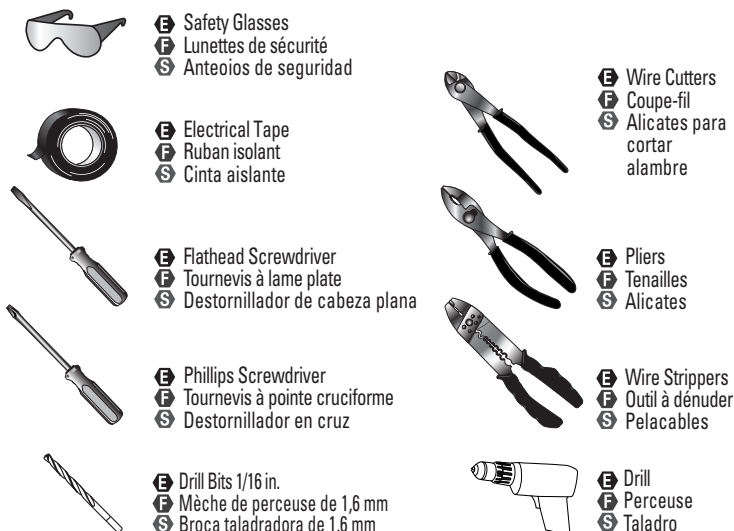 E Safety Glasses
F Lunettes de sécurité
S Anteoios de seguridad
E Electrical Tape
F Ruban isolant
S Cinta aislante
E Flathead Screwdriver
F Tournevis à lame plate
S Destornillador de cabeza plana
E Phillips Screwdriver
F Tournevis à pointe cruciforme
S Destornillador en cruz
E Drill Bits 1/16 in.
F Mèche de perceuse de 1,6 mm
S Broca taladradora de 1.6 mm
E Wire Cutters
F Coupe-fil
S Alicates para
cortar
alambre
E Pliers
F Tenailles
S Alicates
E Wire Strippers
F Outil à dénuder
S Pelacables
E Drill
F Perceuse
S Taladro